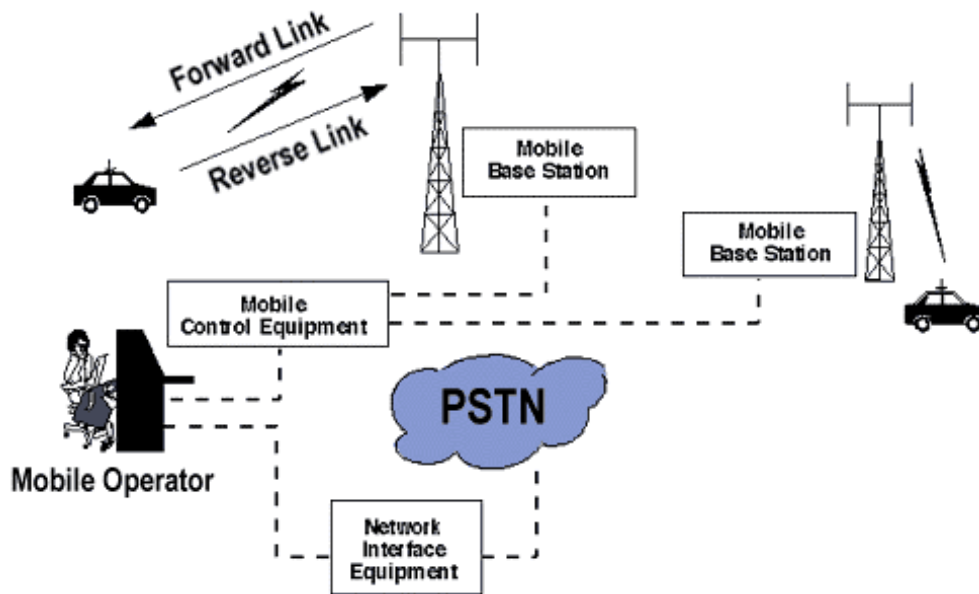 Forward Link
Reverse Link
Mobile
Base Station
Mobile
Base Station
Mobile
Control Equipment
PSTN
Mobile Operator
Network
Interface
Equipment